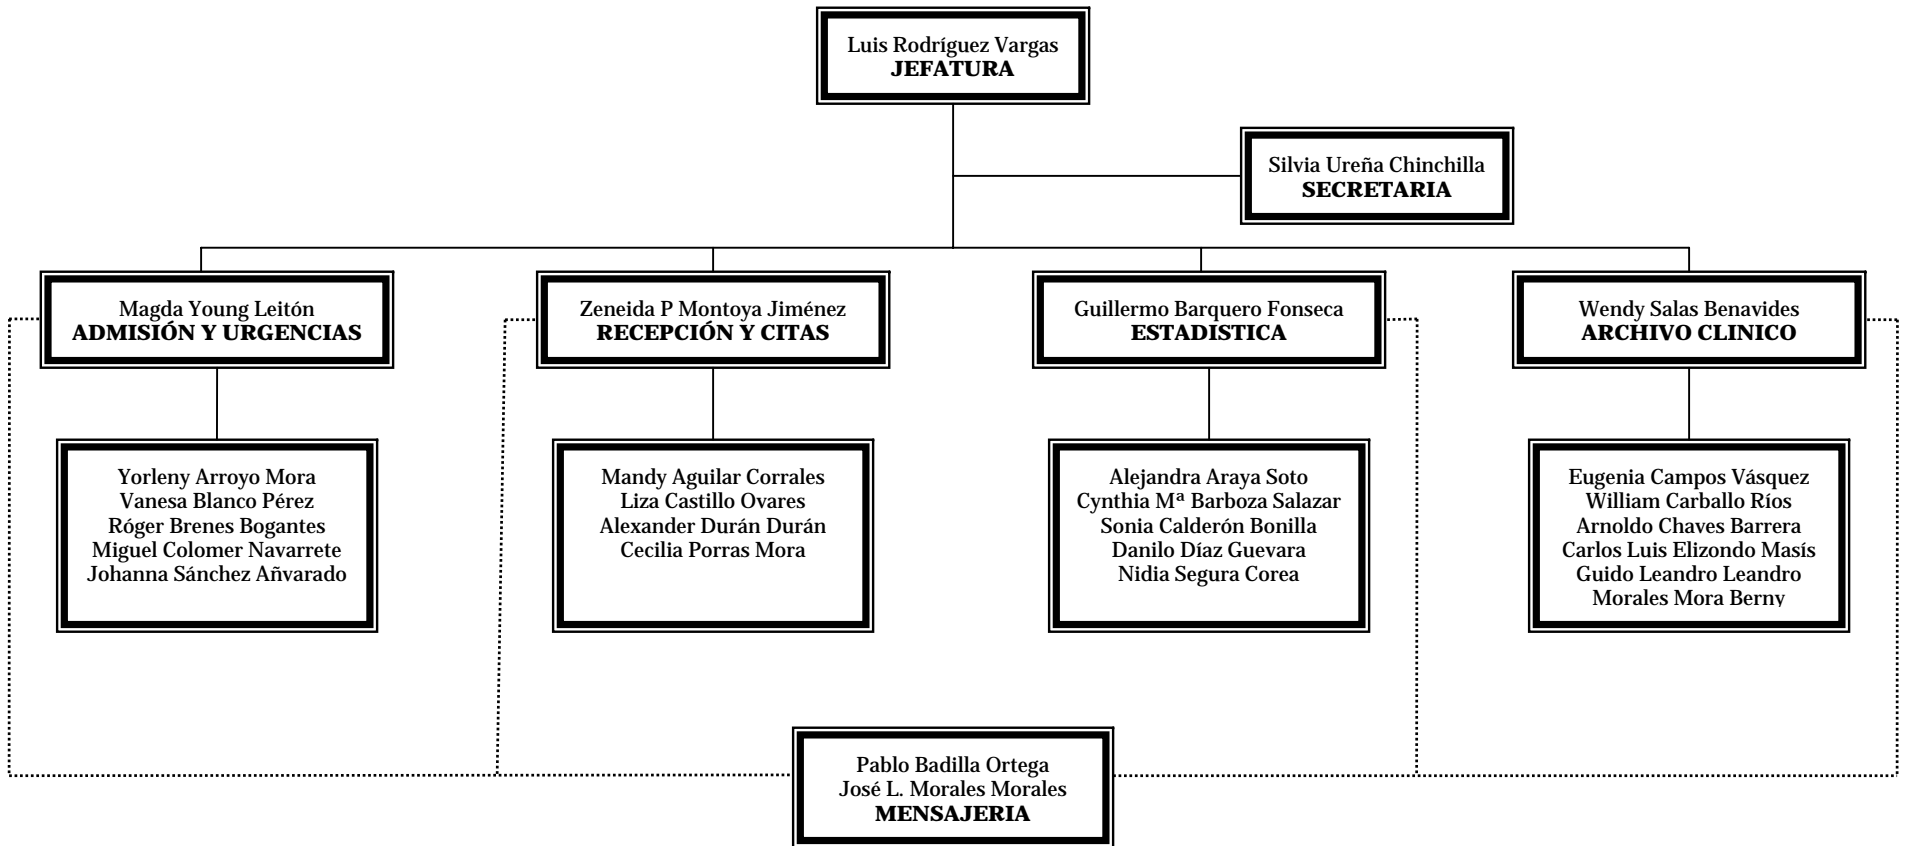 Luis Rodríguez Vargas
JEFATURA
Silvia Ureña Chinchilla
SECRETARIA
Magda Young Leitón
ADMISIÓN Y URGENCIAS
Zeneida P Montoya Jiménez
RECEPCIÓN Y CITAS
Guillermo Barquero Fonseca
ESTADISTICA
Wendy Salas Benavides
ARCHIVO CLINICO
Yorleny Arroyo Mora
Vanesa Blanco Pérez
Róger Brenes Bogantes
Miguel Colomer Navarrete
Johanna Sánchez Añvarado
Mandy Aguilar Corrales
Liza Castillo Ovares
Alexander Durán Durán
Cecilia Porras Mora
Alejandra Araya Soto
Cynthia Mª Barboza Salazar
Sonia Calderón Bonilla
Danilo Díaz Guevara
Nidia Segura Corea
Eugenia Campos Vásquez
William Carballo Ríos
Arnoldo Chaves Barrera
Carlos Luis Elizondo Masís
Guido Leandro Leandro
Morales Mora Berny
Pablo Badilla Ortega
José L. Morales Morales
MENSAJERIA